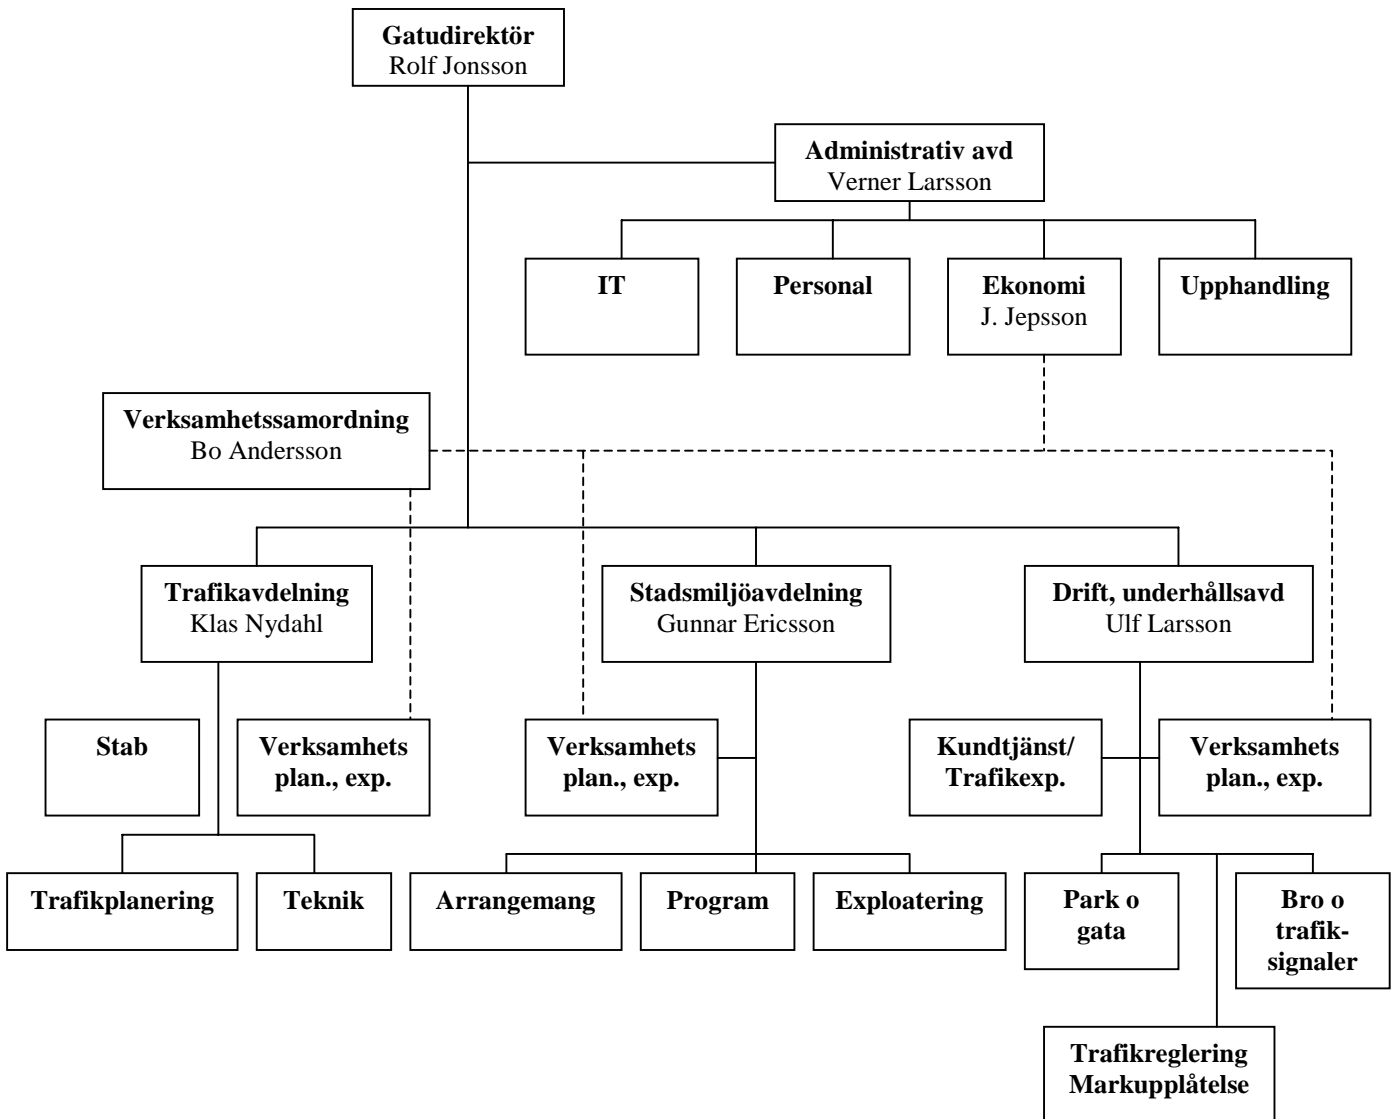 Gatudirektör
Rolf Jonsson
Administrativ avd
Verner Larsson
IT
Personal
Ekonomi
J. Jepsson
Upphandling
Verksamhetssamordning
Bo Andersson
Trafikavdelning
Klas Nydahl
Stadsmiljöavdelning
Gunnar Ericsson
Drift, underhållsavd
Ulf Larsson
Stab
Verksamhets
plan., exp.
Verksamhets
plan., exp.
Kundtjänst/
Trafikexp.
Verksamhets
plan., exp.
Trafikplanering
Teknik
Arrangemang
Program
Exploatering
Park o
gata
Bro o
trafik-
signaler
Trafikreglering
Markupplåtelse